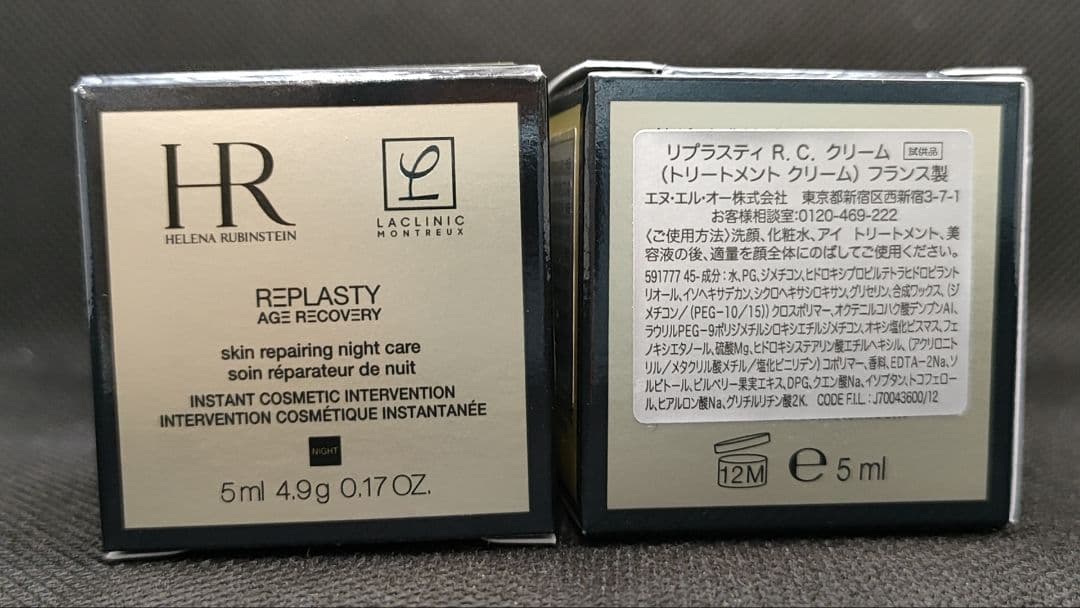 HR
HELENA RUBINSTEIN
LACLINIC
MONTREUX
REPLASTY
AGE RECOVERY
skin repairing night care
soin réparateur de nuit
INSTANT COSMETIC INTERVENTION
INTERVENTION COSMÉTIQUE INSTANTANÉE
NIGHT
5 ml 4.9 g 0.17 OZ.
リプラスティ R. C. クリーム 試供品
(トリートメント クリーム) フランス製
エヌ・エル・オー株式会社 東京都新宿区西新宿3-7-1
お客様相談室:0120-469-222
〈ご使用方法〉洗顔、化粧水、アイ トリートメント、美
容液の後、適量を顔全体にのばしてご使用ください。
591777 45-成分:水、PG、ジメチコン、ヒドロキシプロピルテトラヒドロピラント
リオール、イソヘキサデカン、シクロヘキサシロキサン、グリセリン、合成ワックス、(ジ
メチコン/(PEG-10/15))クロスポリマー、オクテニルコハク酸デンプンAl、
ラウリルPEG-9ポリジメチルシロキシエチルジメチコン、オキシ塩化ビスマス、フェ
ノキシエタノール、硫酸Mg、ヒドロキシステアリン酸エチルヘキシル、(アクリロニト
リル/メタクリル酸メチル/塩化ビニリデン)コポリマー、香料、EDTA-2Na、ソ
ルビトール、ビルベリー果実エキス、DPG、クエン酸Na、イソブタン、トコフェロー
ル、ヒアルロン酸Na、グリチルリチン酸2K. CODE F.I.L. : J70043600/12
12M e 5 ml